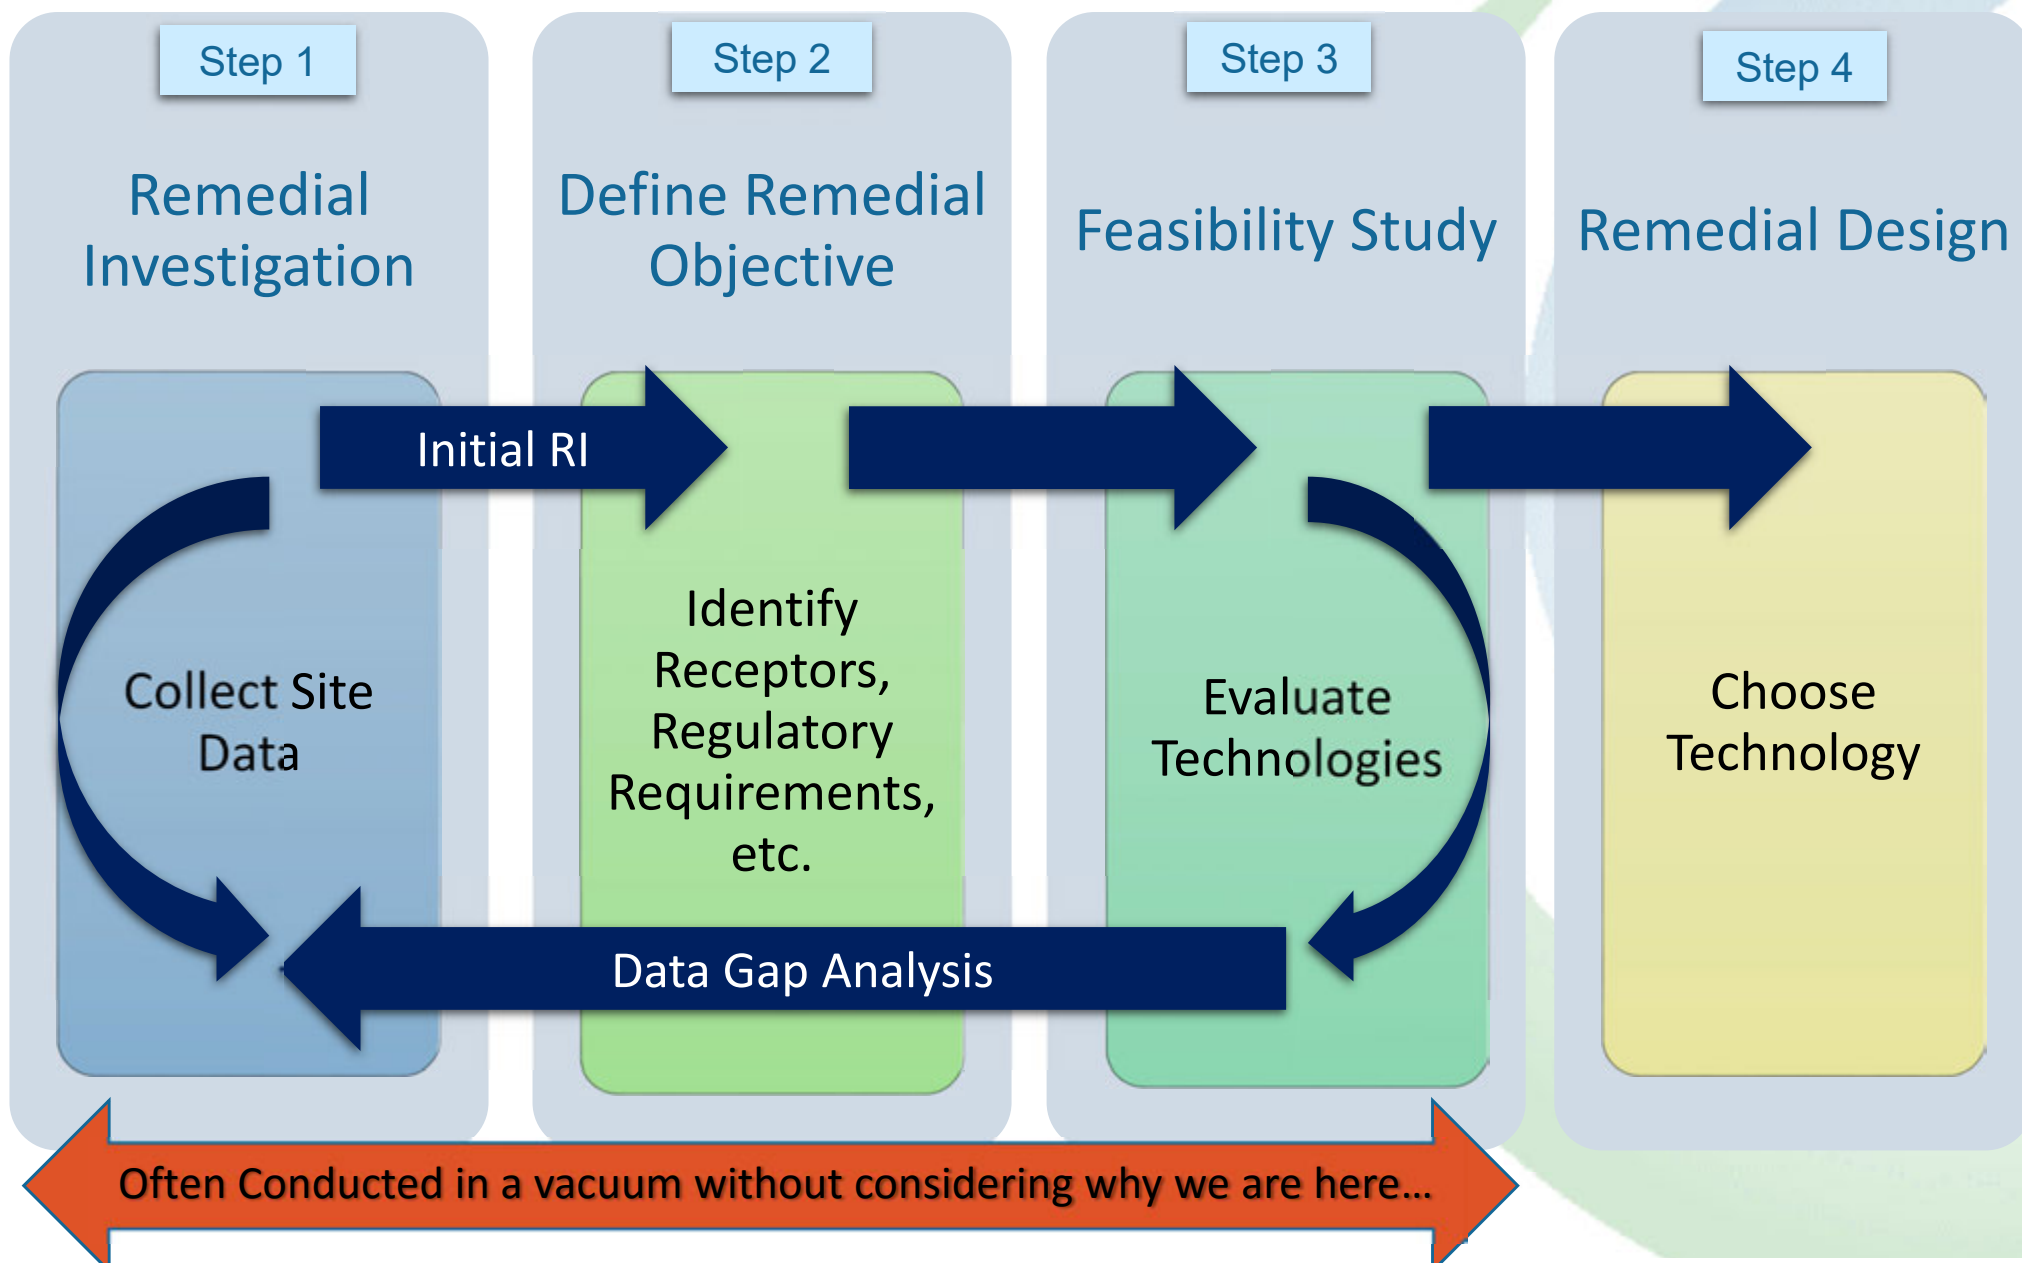 Step 1
Remedial
Investigation
Initial RI
Collect Site
Data
Step 2
Define Remedial
Objective
Identify
Receptors,
Regulatory
Requirements,
etc.
Step 3
Feasibility Study
Evaluate
Technologies
Data Gap Analysis
Step 4
Remedial Design
Choose
Technology
Often Conducted in a vacuum without considering why we are here...